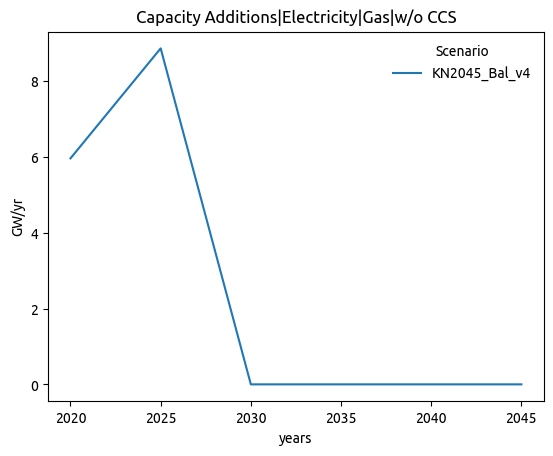 Capacity Additions|Electricity|Gas|w/o CCS
Scenario
KN2045_Bal_v4
8
6
4
2
0
GW/yr
2020 2025 2030 2035 2040 2045
years